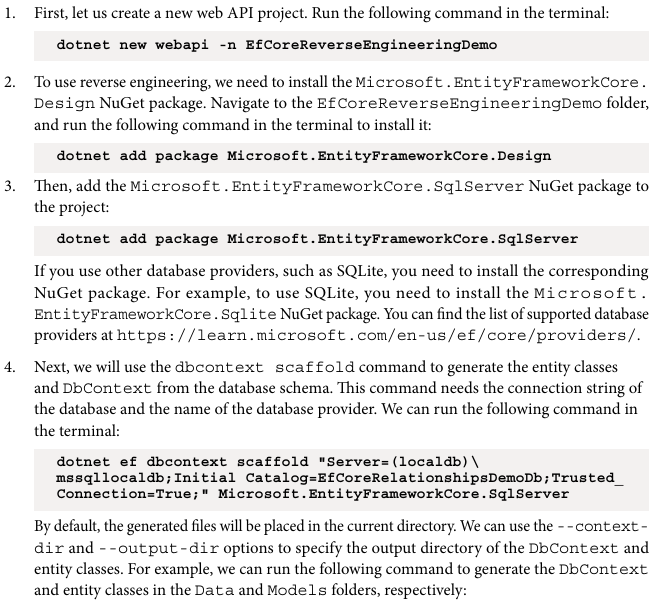 1. First, let us create a new web API project. Run the following command in the terminal:
dotnet new webapi -n EfCoreReverseEngineeringDemo
2. To use reverse engineering, we need to install the Microsoft.EntityFrameworkCore.
Design NuGet package. Navigate to the EfCoreReverseEngineeringDemo folder,
and run the following command in the terminal to install it:
dotnet add package Microsoft.EntityFrameworkCore.Design
3. Then, add the Microsoft.EntityFrameworkCore.SqlServer NuGet package to
the project:
dotnet add package Microsoft.EntityFrameworkCore.SqlServer
If you use other database providers, such as SQLite, you need to install the corresponding
NuGet package. For example, to use SQLite, you need to install the Microsoft.
EntityFrameworkCore.Sqlite NuGet package. You can find the list of supported database
providers at https://learn.microsoft.com/en-us/ef/core/providers/.
4. Next, we will use the dbcontext scaffold command to generate the entity classes
and DbContext from the database schema. This command needs the connection string of
the database and the name of the database provider. We can run the following command in
the terminal:
dotnet ef dbcontext scaffold "Server=(localdb)\
mssqllocaldb;Initial Catalog=EfCoreRelationshipsDemoDb;Trusted_
Connection=True;" Microsoft.EntityFrameworkCore.SqlServer
By default, the generated files will be placed in the current directory. We can use the --context-
dir and --output-dir options to specify the output directory of the DbContext and
entity classes. For example, we can run the following command to generate the DbContext
and entity classes in the Data and Models folders, respectively: